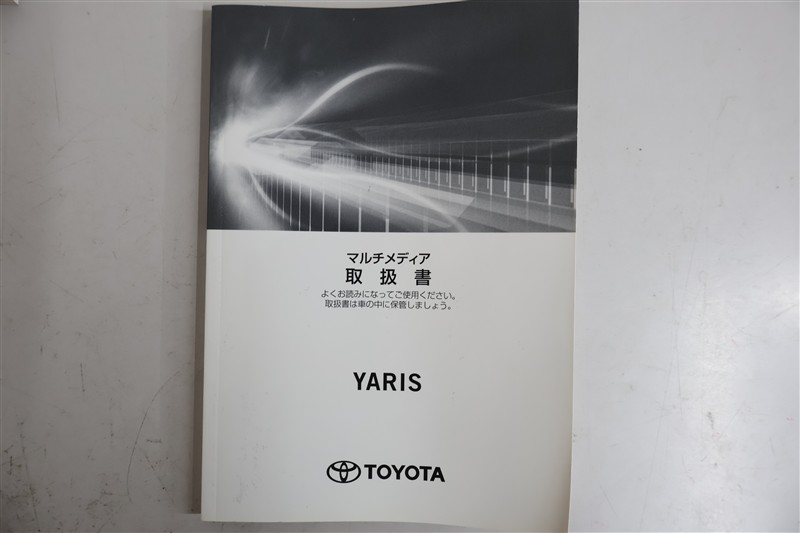 マルチメディア
取扱書
よくお読みになってご使用ください。
取扱書は車の中に保管しましょう。
YARIS
TOYOTA